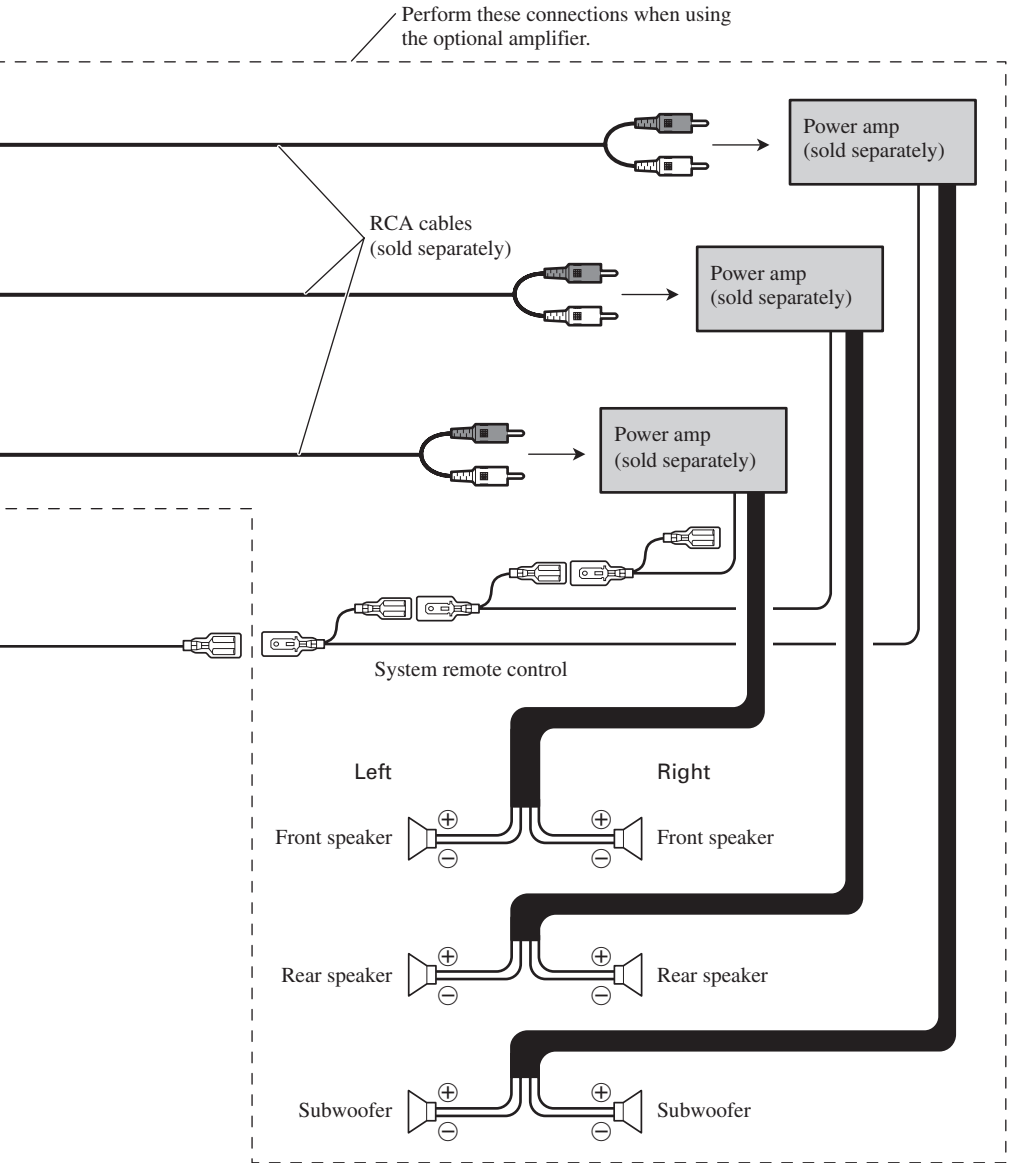 Perform these connections when using
the optional amplifier.
Power amp
(sold separately)
RCA cables
(sold separately)
Power amp
(sold separately)
Power amp
(sold separately)
System remote control
Left
Right
⊕
⊕
Front speaker
Front speaker
⊖
⊖
⊕
⊕
Rear speaker
Rear speaker
⊖
⊖
⊕
⊕
Subwoofer
Subwoofer
⊖
⊖